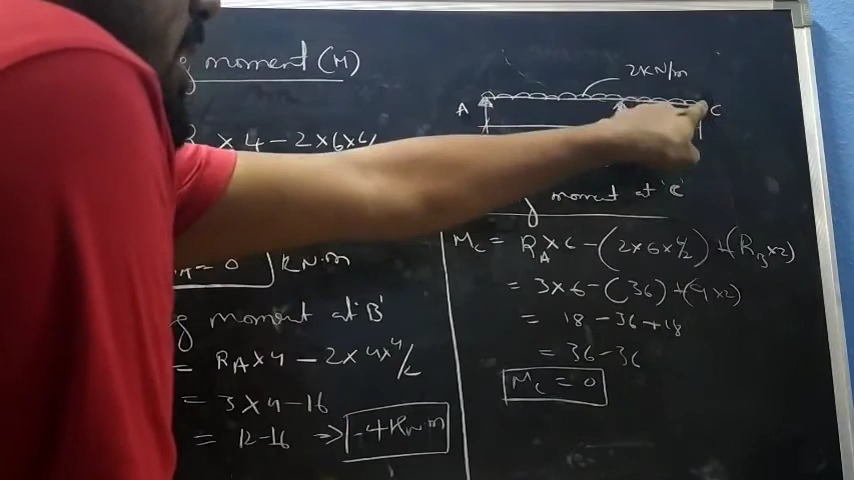 g moment (M)
× 4 - 2×6×6/
A = 0 KN·m
g moment at 'B'
= RA×4 - 2×4×4/2
= 3×4-16
= 12-16 ⇒ -4KN·m
2KN/m
A
C
g moment at 'C'
Mc = RA×6 - (2×6×6/2) + (RB×2)
= 3×6 - (36) + (9×2)
= 18-36+18
= 36-36
Mc = 0